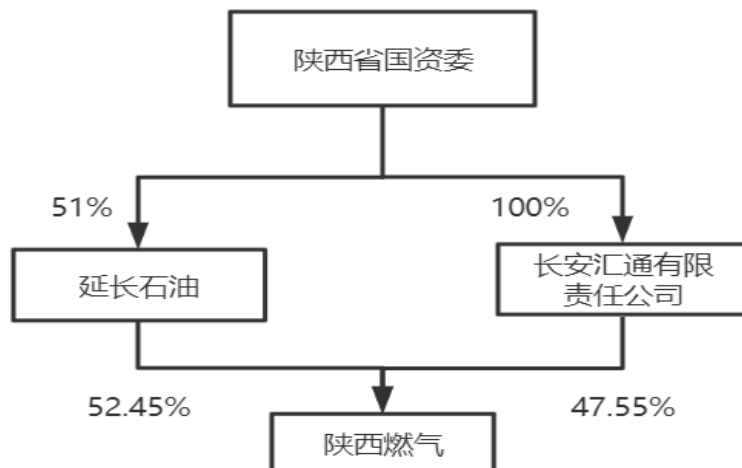 陕西省国资委
51%
100%
延长石油
长安汇通有限
责任公司
52.45%
47.55%
陕西燃气